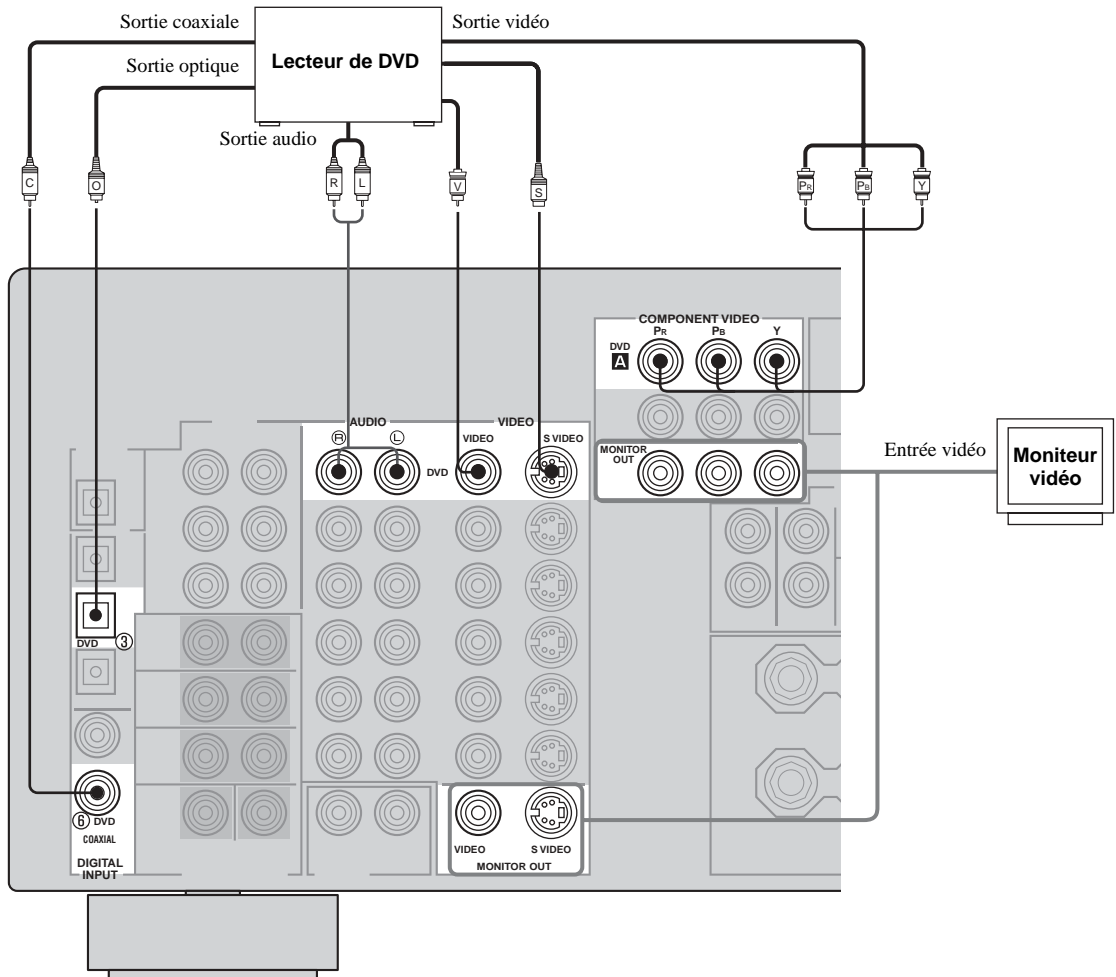 Sortie coaxiale
Sortie vidéo
Lecteur de DVD
Sortie optique
Sortie audio
C
O
R
L
V
S
PR
PB
Y
COMPONENT VIDEO
PR
PB
Y
DVD
A
AUDIO
VIDEO
R
L
VIDEO
S VIDEO
DVD
MONITOR
OUT
Entrée vidéo
Moniteur
vidéo
DVD ③
⑥ DVD
COAXIAL
DIGITAL
INPUT
VIDEO
S VIDEO
MONITOR OUT